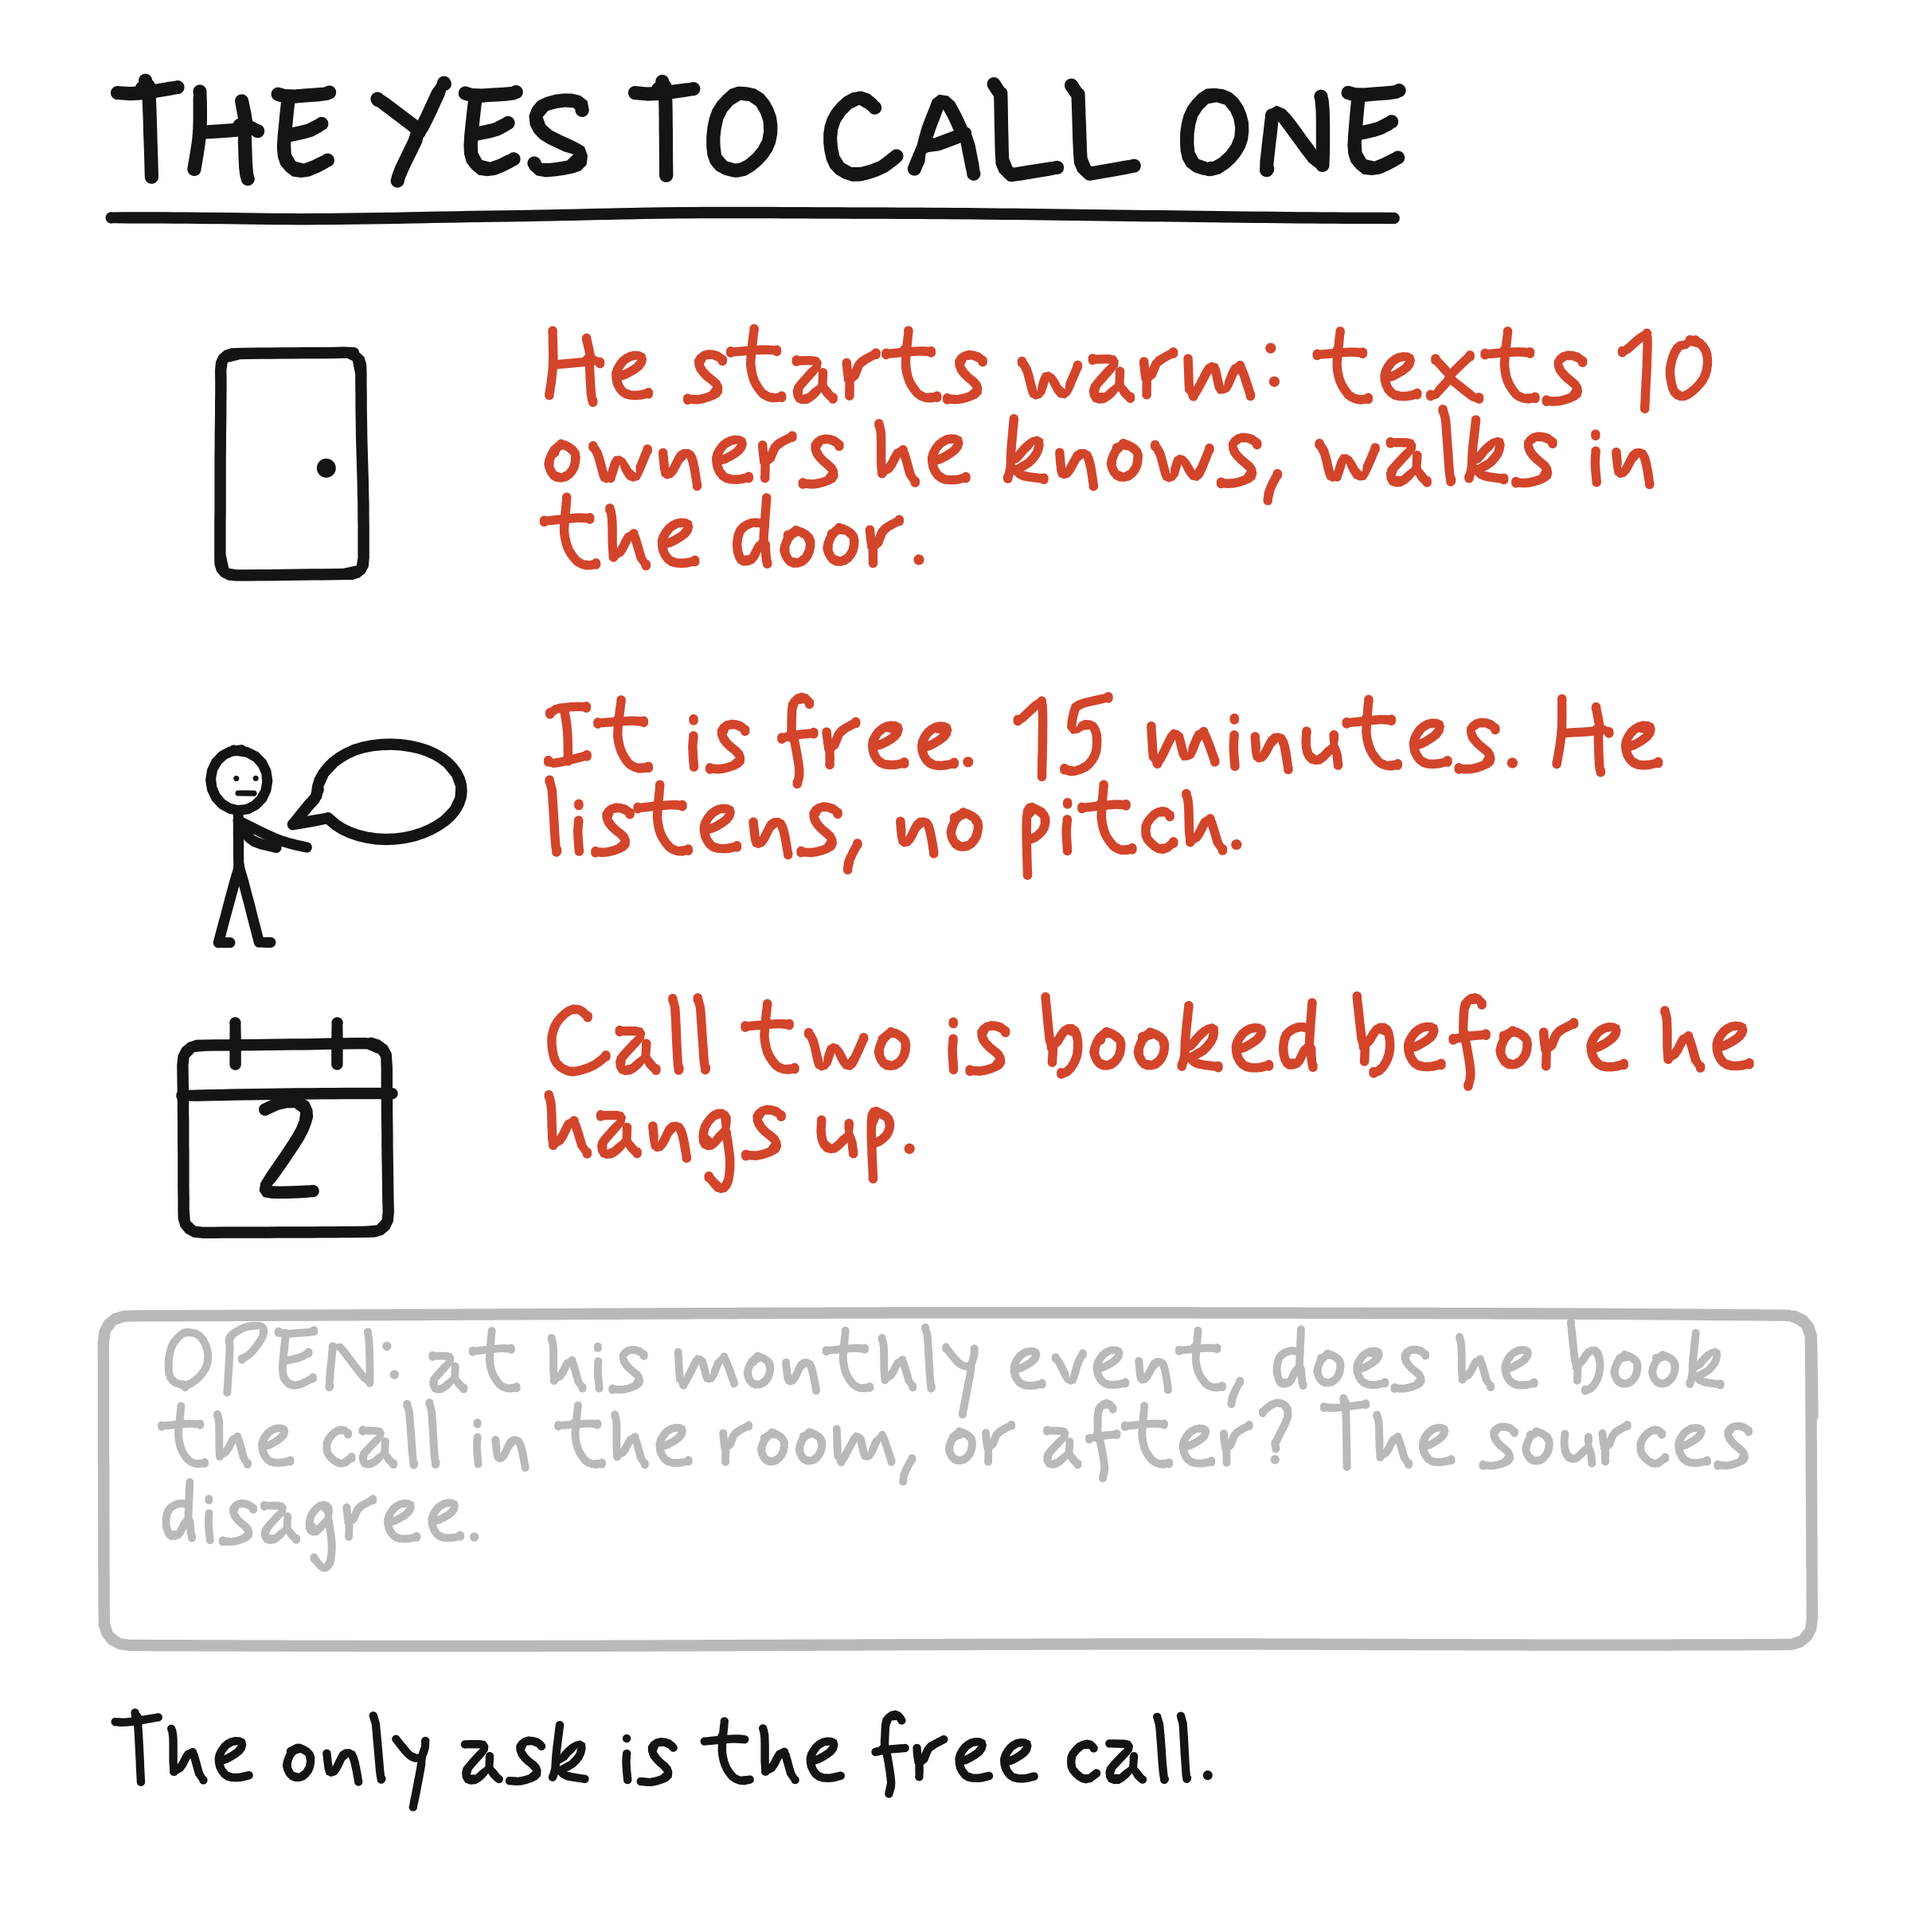 THE YES TO CALL ONE
He starts warm: texts 10
owners he knows, walks in
the door.
It is free. 15 minutes. He
listens, no pitch.
Call two is booked before he
hangs up.
2
OPEN: at his monthly event, does he book
the call in the room, or after? The sources
disagree.
The only ask is the free call.